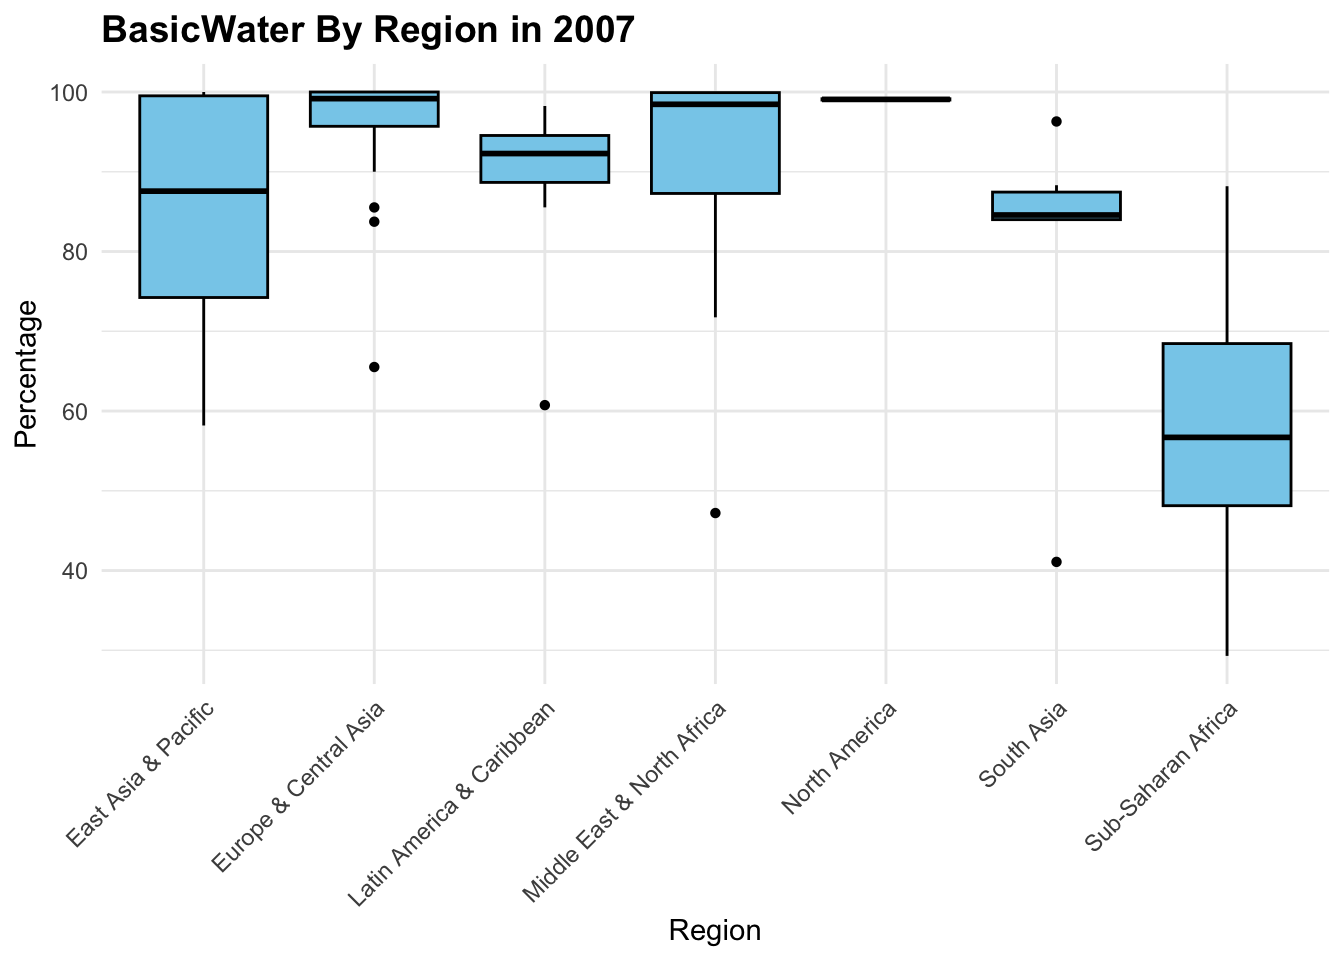 BasicWater By Region in 2007
Percentage
100
80
60
40
East Asia & Pacific
Europe & Central Asia
Latin America & Caribbean
Middle East & North Africa
North America
South Asia
Sub-Saharan Africa
Region